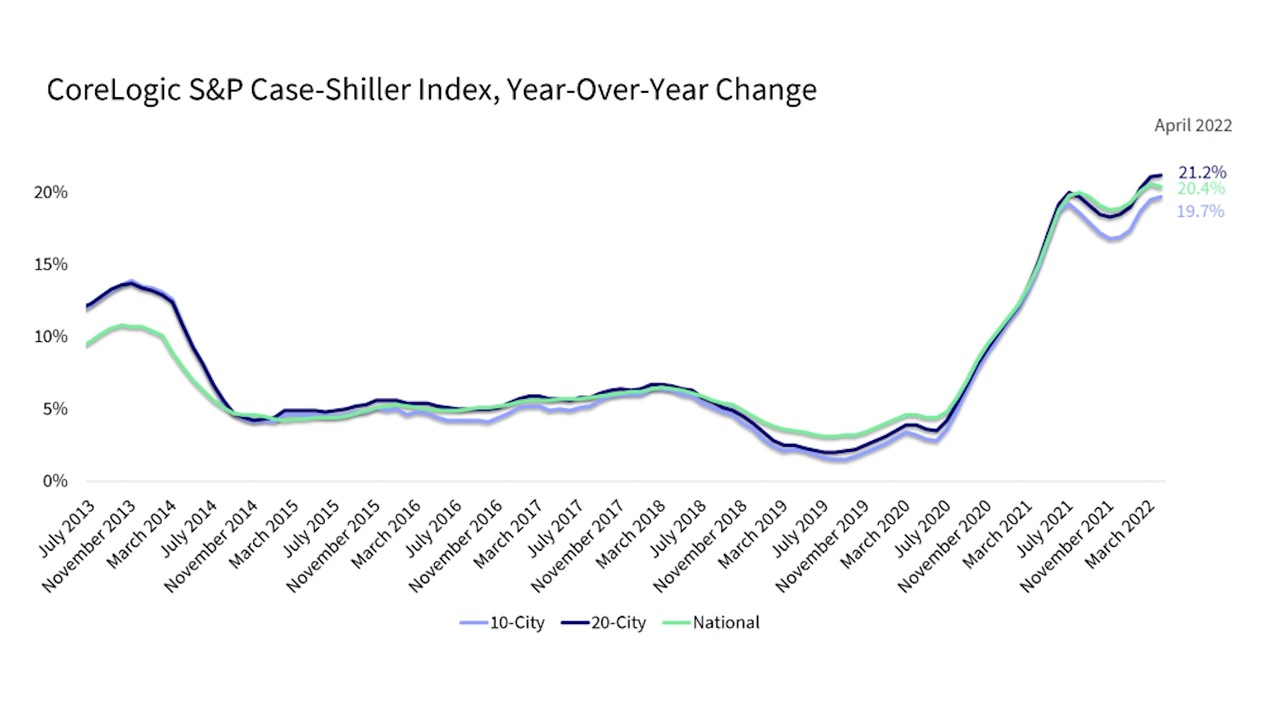 CoreLogic S&P Case-Shiller Index, Year-Over-Year Change
April 2022
21.2%
20.4%
19.7%
20%
15%
10%
5%
0%
July 2013
November 2013
March 2014
July 2014
November 2014
March 2015
July 2015
November 2015
March 2016
July 2016
November 2016
March 2017
July 2017
November 2017
March 2018
July 2018
November 2018
March 2019
July 2019
November 2019
March 2020
July 2020
November 2020
March 2021
July 2021
November 2021
March 2022
10-City 20-City National